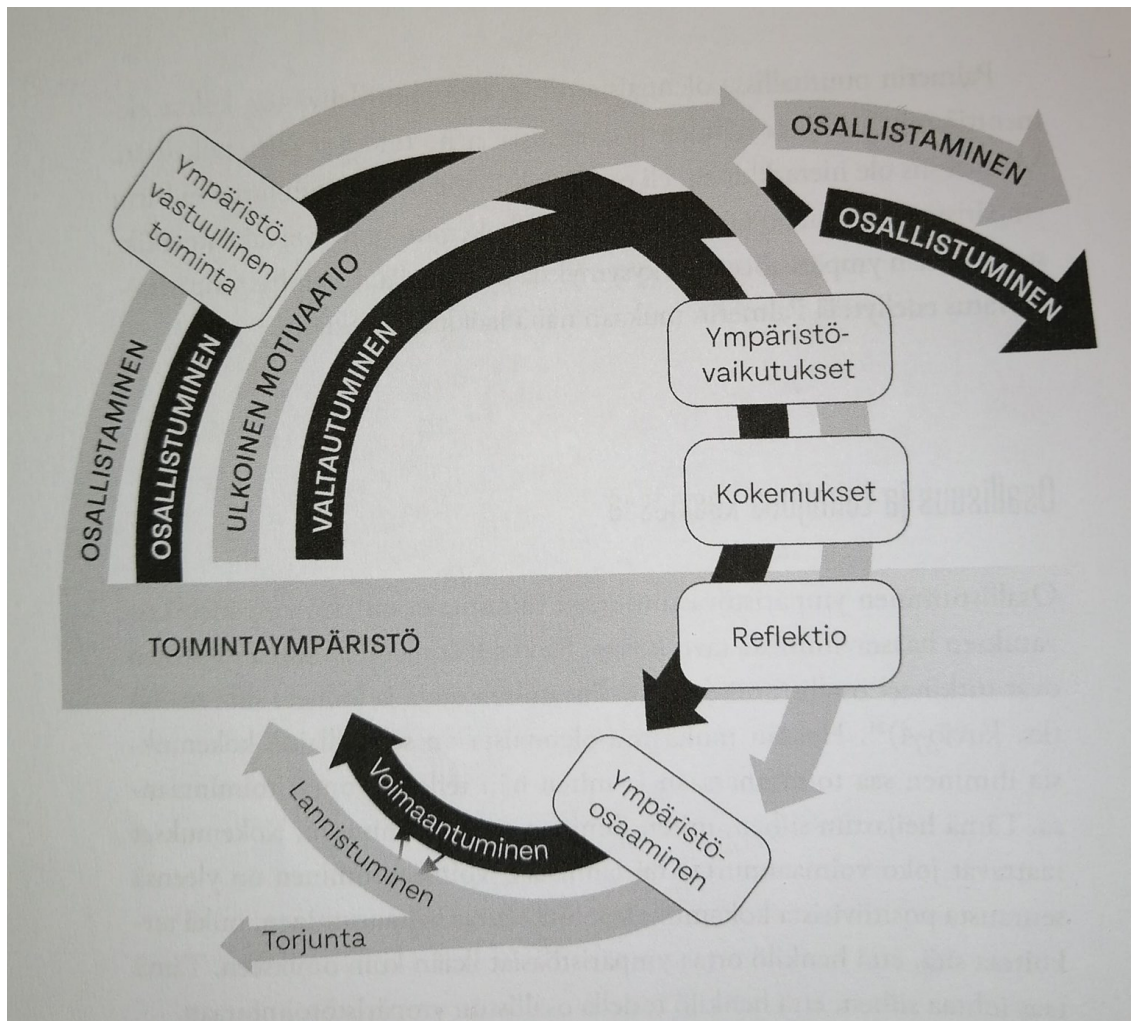 OSALLISTAMINEN
OSALLISTUMINEN
Ympäristö-
vastuullinen
toiminta
OSALLISTAMINEN
OSALLISTUMINEN
ULKOINEN MOTIVAATIO
VALTAUTUMINEN
Ympäristö-
vaikutukset
Kokemukset
Reflektio
TOIMINTAYMPÄRISTÖ
Ympäristö-
osaaminen
Voimaantuminen
Lannistuminen
Torjunta